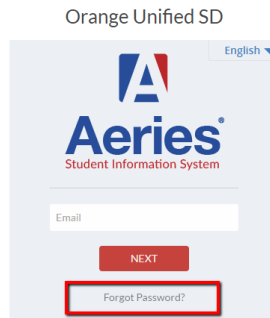 Orange Unified SD
English
Aeries®
Student Information System
Email
NEXT
Forgot Password?